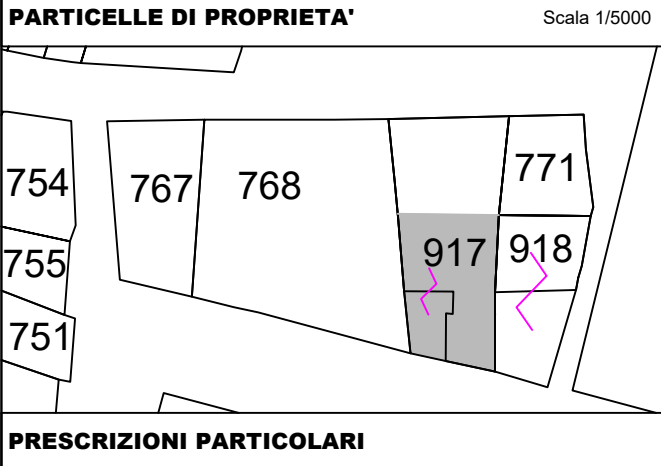 PARTICELLE DI PROPRIETA' Scala 1/5000
771
754 767 768
917 918
755
751
PRESCRIZIONI PARTICOLARI